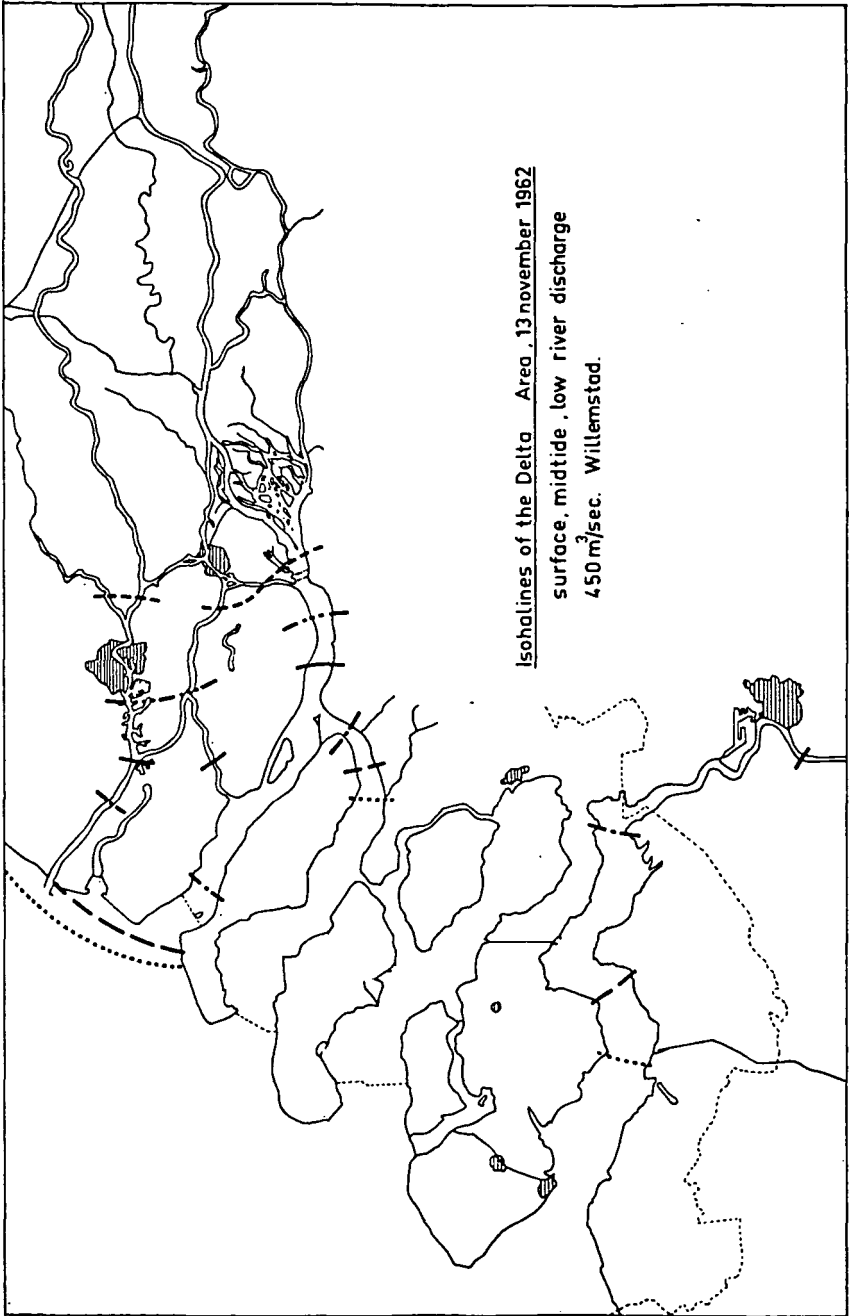 Isohalines of the Delta Area, 13 november 1962
surface, midtide, low river discharge
450 m³/sec. Willemstad.